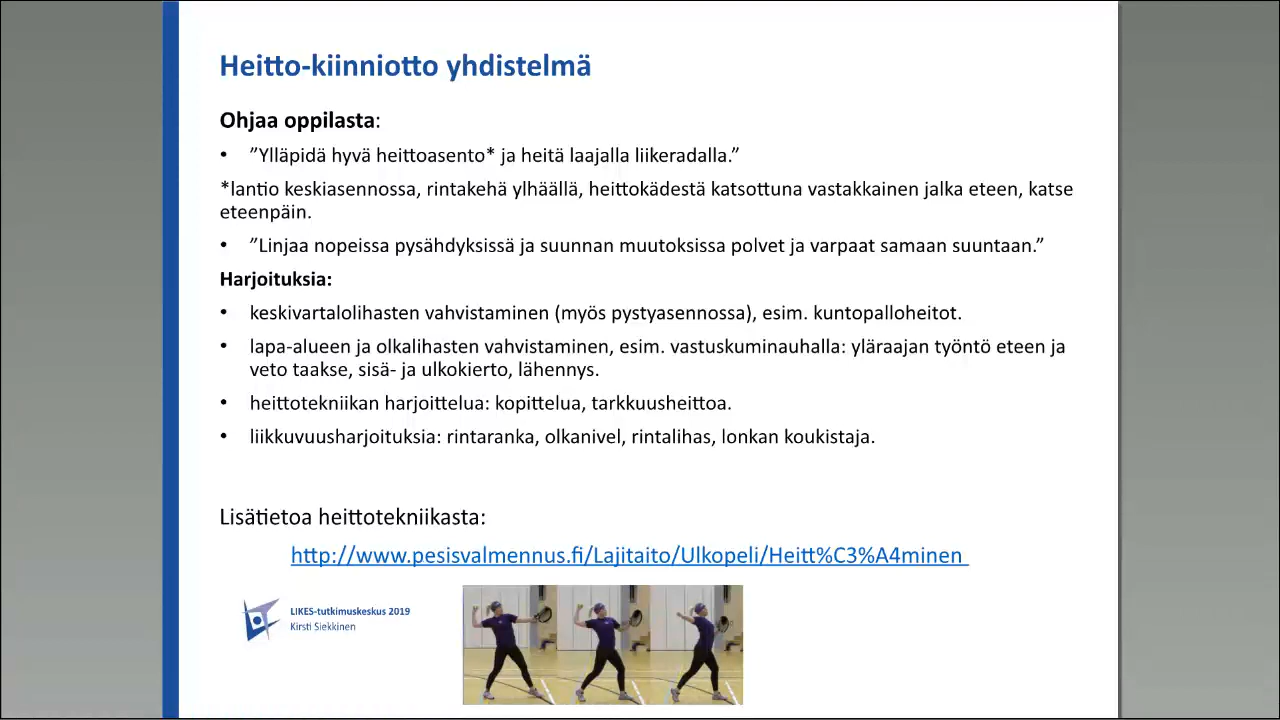 Heitto-kiinniotto yhdistelmä
Ohjaa oppilasta:
• ”Ylläpidä hyvä heittoasento* ja heitä laajalla liikeradalla.”
*lantio keskiasennossa, rintakehä ylhäällä, heittokädestä katsottuna vastakkainen jalka eteen, katse
eteenpäin.
• ”Linjaa nopeissa pysähdyksissä ja suunnan muutoksissa polvet ja varpaat samaan suuntaan.”
Harjoituksia:
• keskivartalolihasten vahvistaminen (myös pystyasennossa), esim. kuntopalloheitot.
• lapa-alueen ja olkalihasten vahvistaminen, esim. vastuskuminauhalla: yläraajan työntö eteen ja
veto taakse, sisä- ja ulkokierto, lähennys.
• heittotekniikan harjoittelua: kopittelua, tarkkuusheittoa.
• liikkuvuusharjoituksia: rintaranka, olkanivel, rintalihas, lonkan koukistaja.
Lisätietoa heittotekniikasta:
http://www.pesisvalmennus.fi/Lajitaito/Ulkopeli/Heitt%C3%A4minen
LIKES-tutkimuskeskus 2019
Kirsti Siekkinen